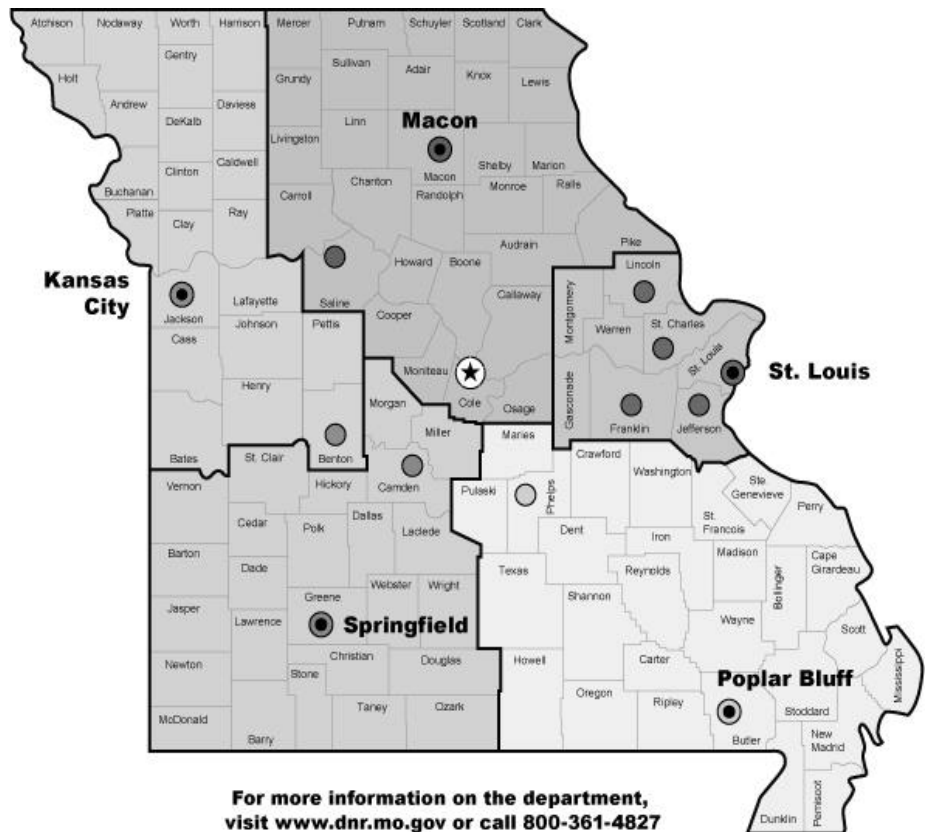 Atchison
Nodaway
Worth
Harrison
Mercer
Putnam
Schuyler
Scotland
Clark
Gentry
Sullivan
Adair
Knox
Lewis
Holt
Grundy
Andrew
DeKalb
Daviess
Linn
Macon
Livingston
Caldwell
Clinton
Shelby
Marion
Macon
Chariton
Buchanan
Carroll
Randolph
Monroe
Ralls
Platte
Ray
Clay
Audrain
Pike
Howard
Boone
Lincoln
Kansas
City
Saline
Callaway
Montgomery
Lafayette
Jackson
Cooper
Johnson
Pettis
Warren
St. Charles
Cass
St. Louis
St. Louis
Moniteau
Henry
Cole
Osage
Gasconade
Morgan
Franklin
Jefferson
Miller
Maries
Bates
St. Clair
Benton
Crawford
Washington
Vernon
Hickory
Camden
Pulaski
Phelps
Ste.
Genevieve
Perry
Cedar
Polk
Dallas
Laclede
Dent
Iron
St.
Francois
Barton
Madison
Cape
Girardeau
Dade
Texas
Reynolds
Bollinger
Webster
Wright
Jasper
Greene
Shannon
Lawrence
Wayne
Springfield
Scott
Christian
Douglas
Howell
Carter
Newton
Stone
Poplar Bluff
Mississippi
Oregon
Ripley
Taney
Ozark
Stoddard
McDonald
Barry
Butler
New
Madrid
Dunklin
Pemiscot
For more information on the department,
visit www.dnr.mo.gov or call 800-361-4827